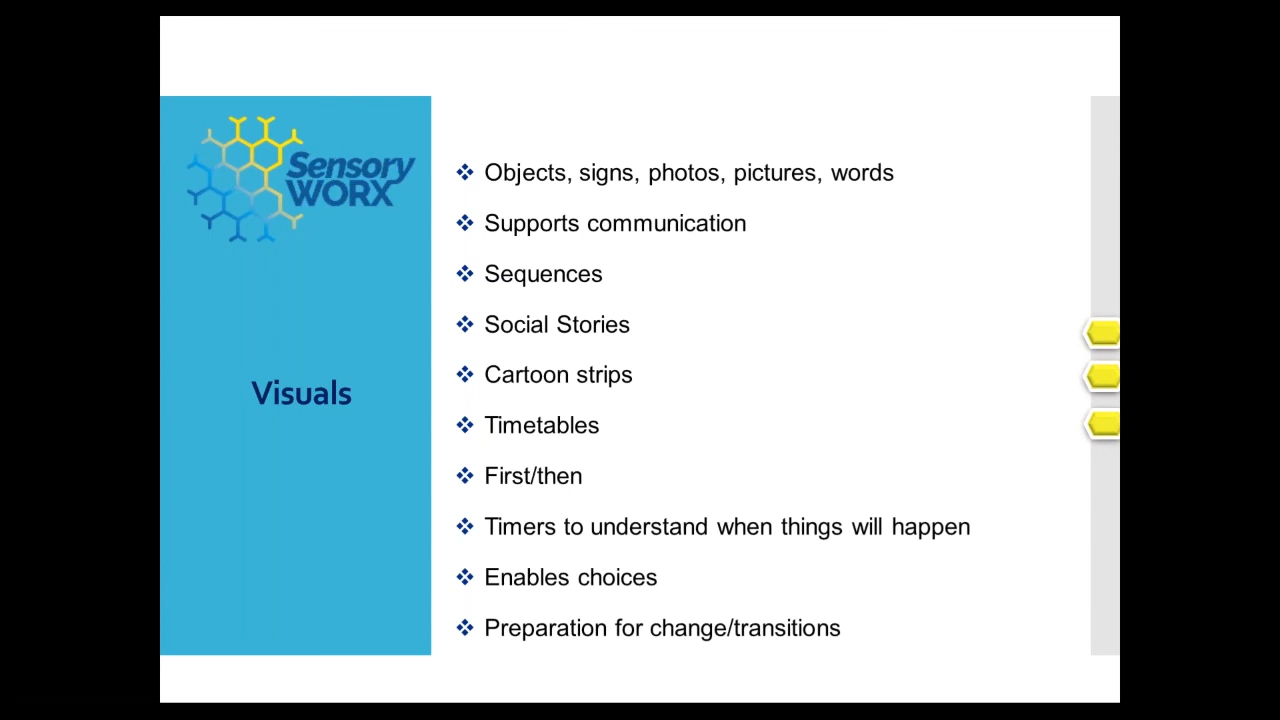 Sensory
WORX
Visuals
Objects, signs, photos, pictures, words
Supports communication
Sequences
Social Stories
Cartoon strips
Timetables
First/then
Timers to understand when things will happen
Enables choices
Preparation for change/transitions